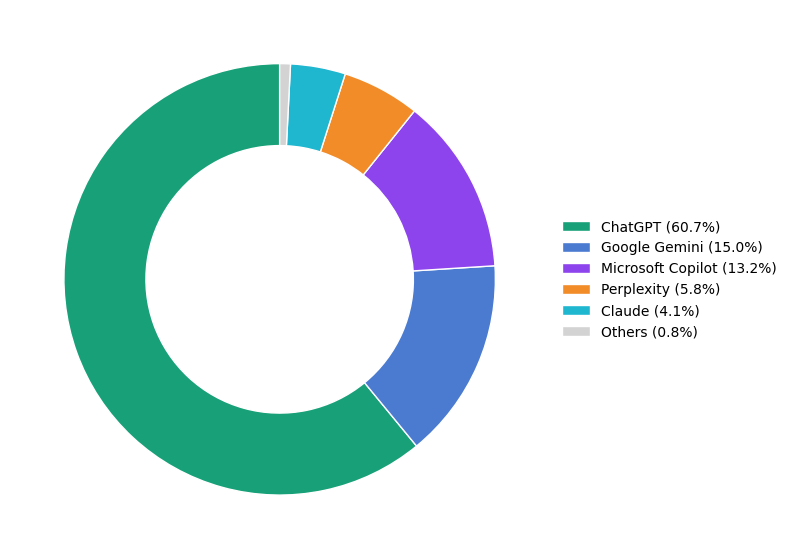 ChatGPT (60.7%)
Google Gemini (15.0%)
Microsoft Copilot (13.2%)
Perplexity (5.8%)
Claude (4.1%)
Others (0.8%)